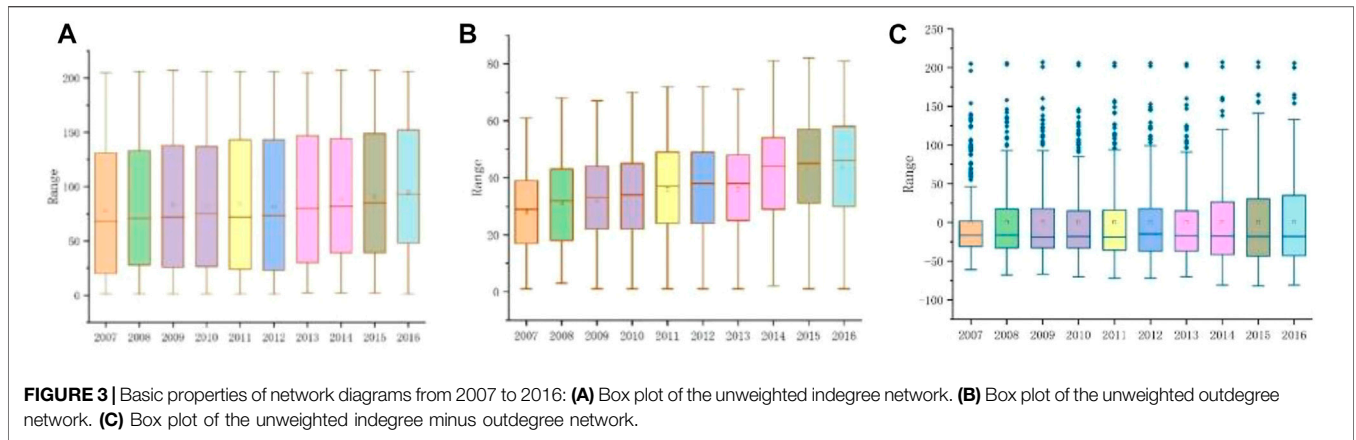 A
B
C
Range
200
150
100
50
0
2007 2008 2009 2010 2011 2012 2013 2014 2015 2016
Range
80
60
40
20
0
2007 2008 2009 2010 2011 2012 2013 2014 2015 2016
Range
250
200
150
100
50
0
-50
-100
2007 2008 2009 2010 2011 2012 2013 2014 2015 2016
FIGURE 3 | Basic properties of network diagrams from 2007 to 2016: (A) Box plot of the unweighted indegree network. (B) Box plot of the unweighted outdegree
network. (C) Box plot of the unweighted indegree minus outdegree network.